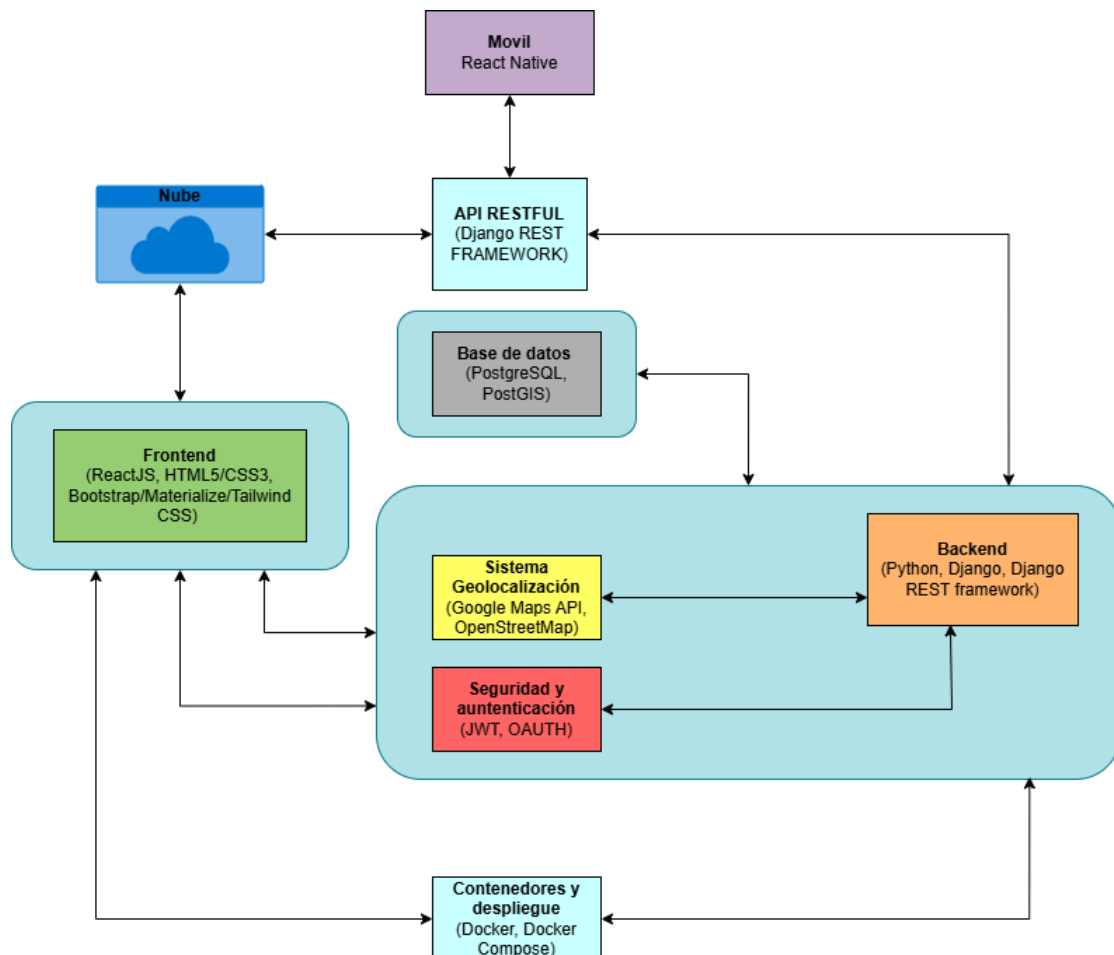 Movil
React Native
Nube
API RESTFUL
(Django REST
FRAMEWORK)
Base de datos
(PostgreSQL,
PostGIS)
Frontend
(ReactJS, HTML5/CSS3,
Bootstrap/Materialize/Tailwind
CSS)
Sistema
Geolocalización
(Google Maps API,
OpenStreetMap)
Backend
(Python, Django, Django
REST framework)
Seguridad y
auntenticación
(JWT, OAUTH)
Contenedores y
despliegue
(Docker, Docker
Compose)